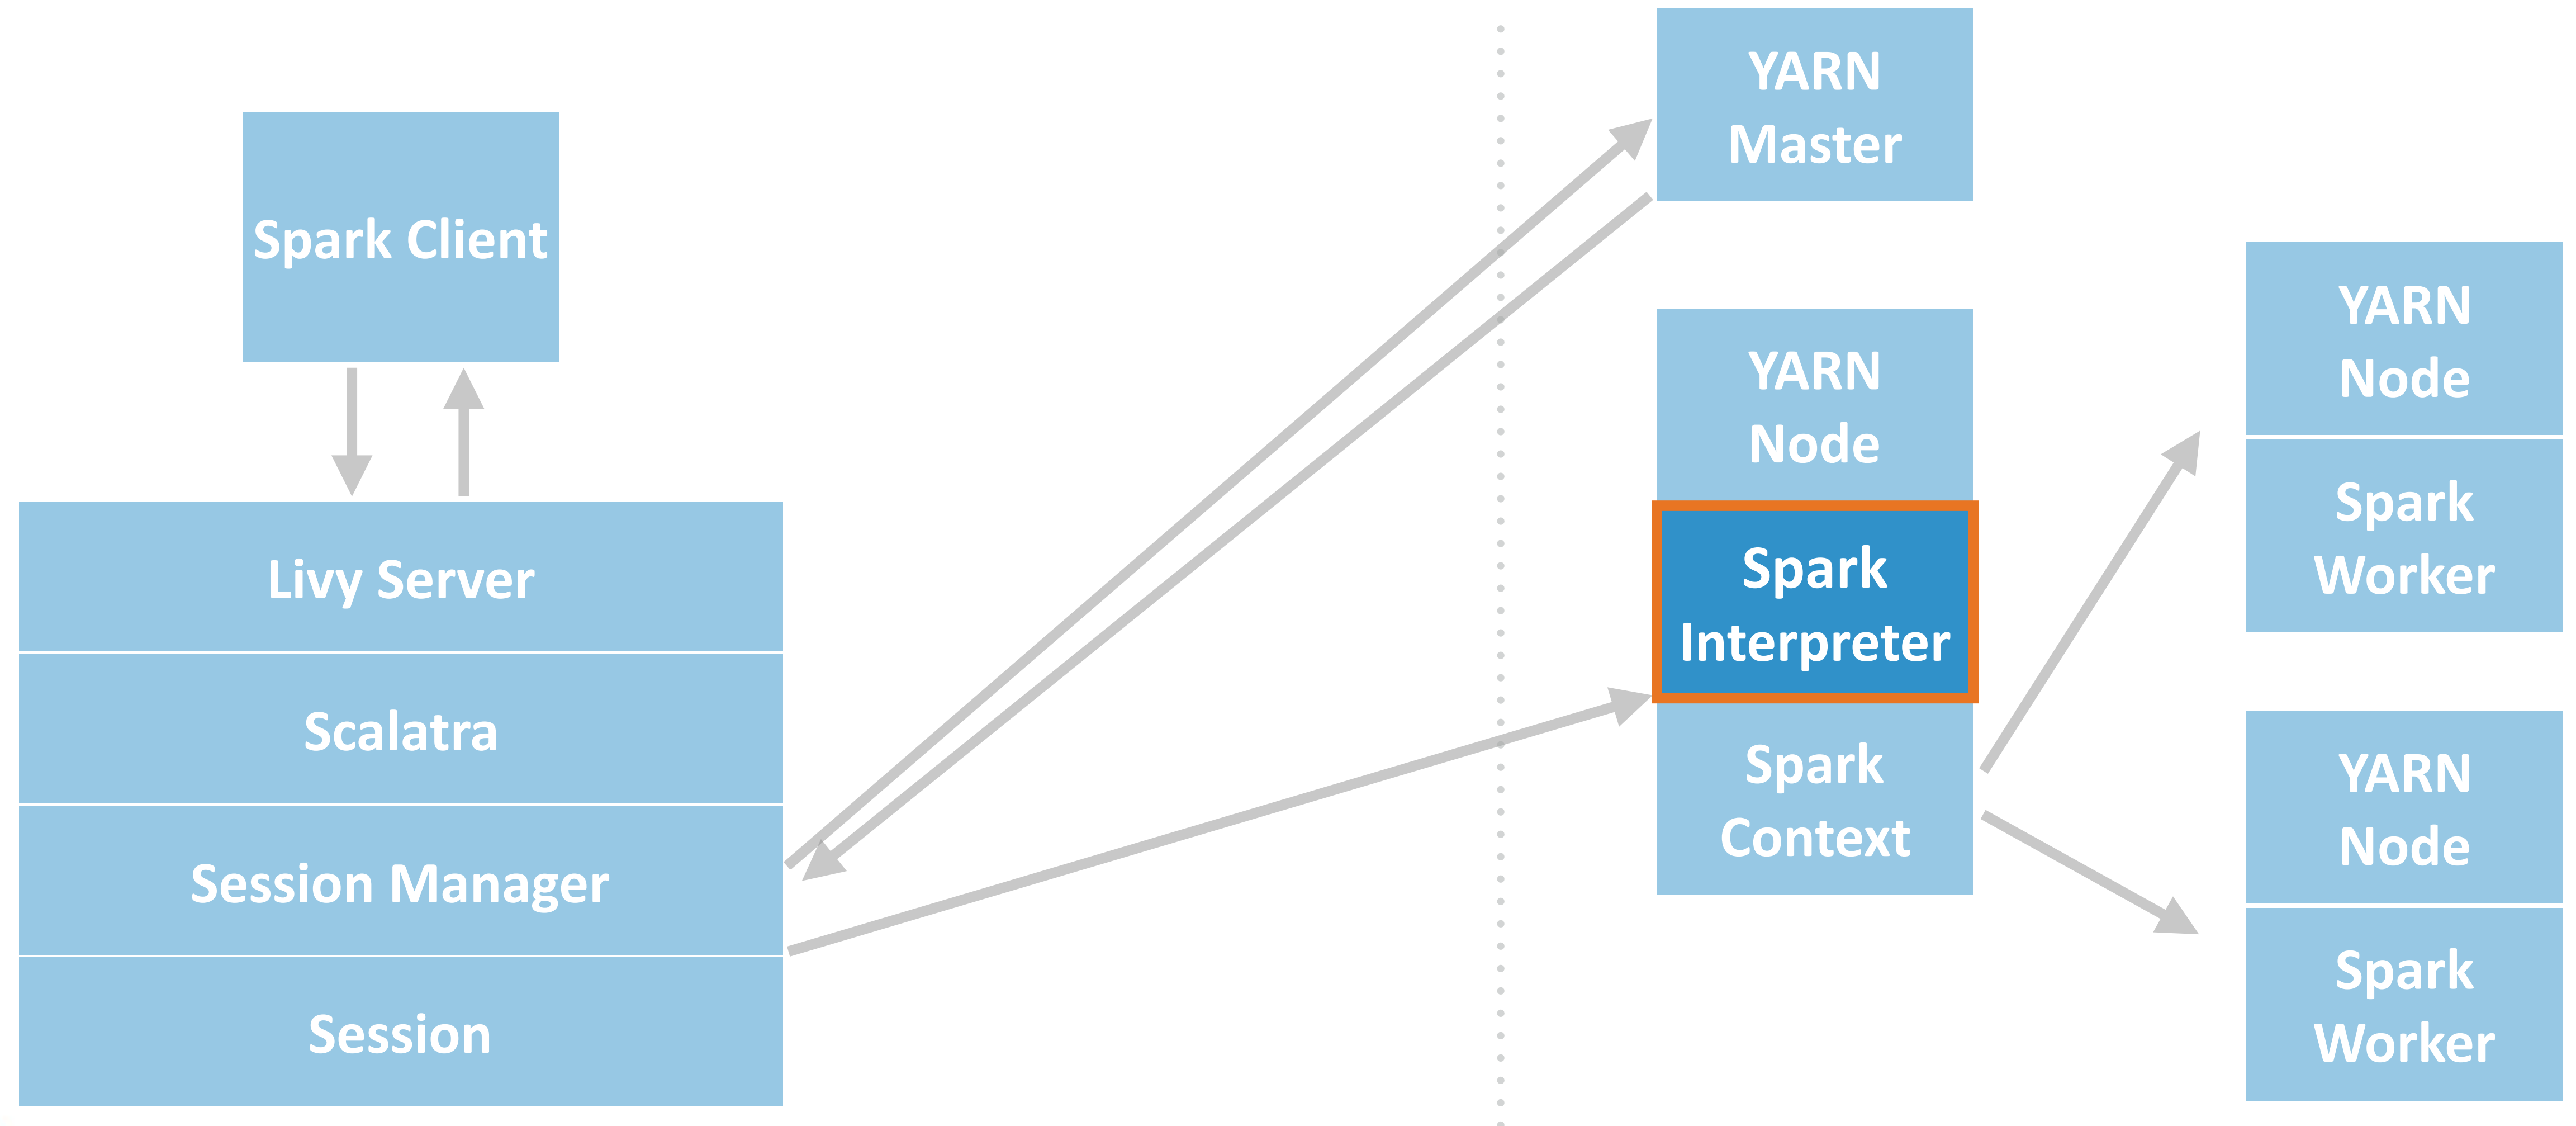 Spark Client
Livy Server
Scalatra
Session Manager
Session
YARN
Master
YARN
Node
Spark
Interpreter
Spark
Context
YARN
Node
Spark
Worker
YARN
Node
Spark
Worker